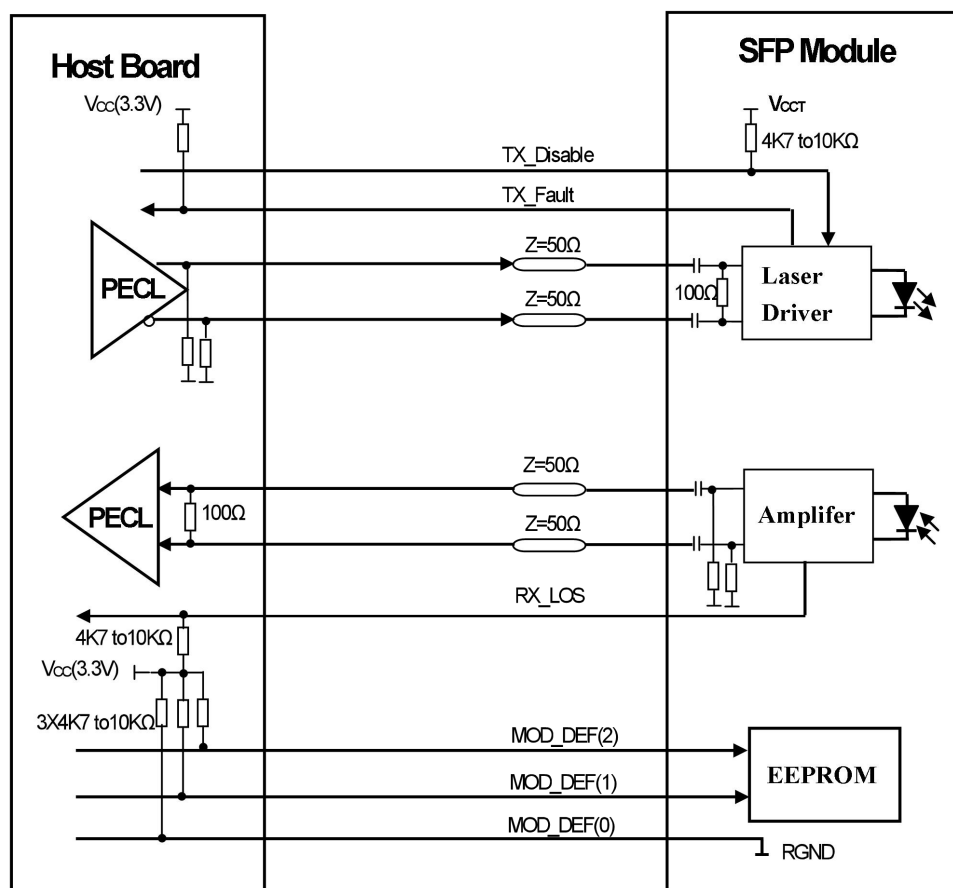 Host Board
SFP Module
VCC(3.3V)
VCCT
4K7 to10KΩ
TX_Disable
TX_Fault
PECL
Z=50Ω
Z=50Ω
100Ω
Laser
Driver
PECL
100Ω
Z=50Ω
Z=50Ω
Amplifer
RX_LOS
4K7 to10KΩ
VCC(3.3V)
3X4K7 to10KΩ
MOD_DEF(2)
MOD_DEF(1)
MOD_DEF(0)
EEPROM
RGND